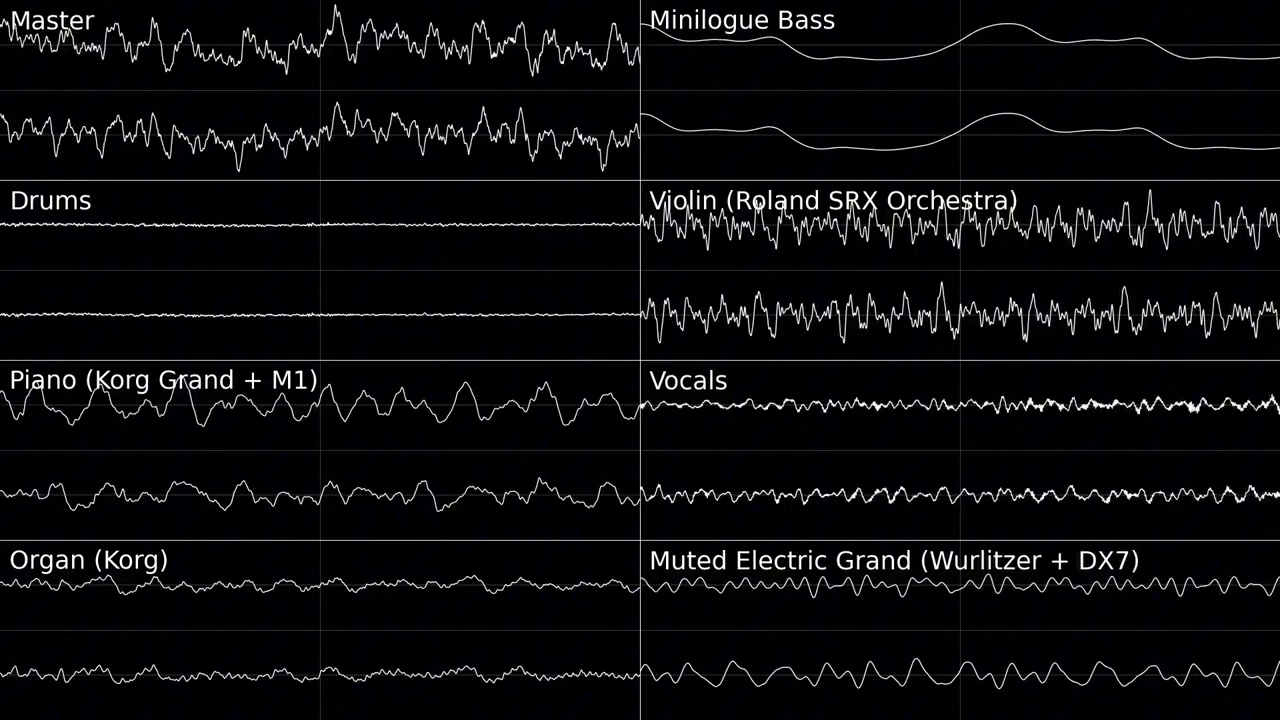 Master
Minilogue Bass
Drums
Violin (Roland SRX Orchestra)
Piano (Korg Grand + M1)
Vocals
Organ (Korg)
Muted Electric Grand (Wurlitzer + DX7)